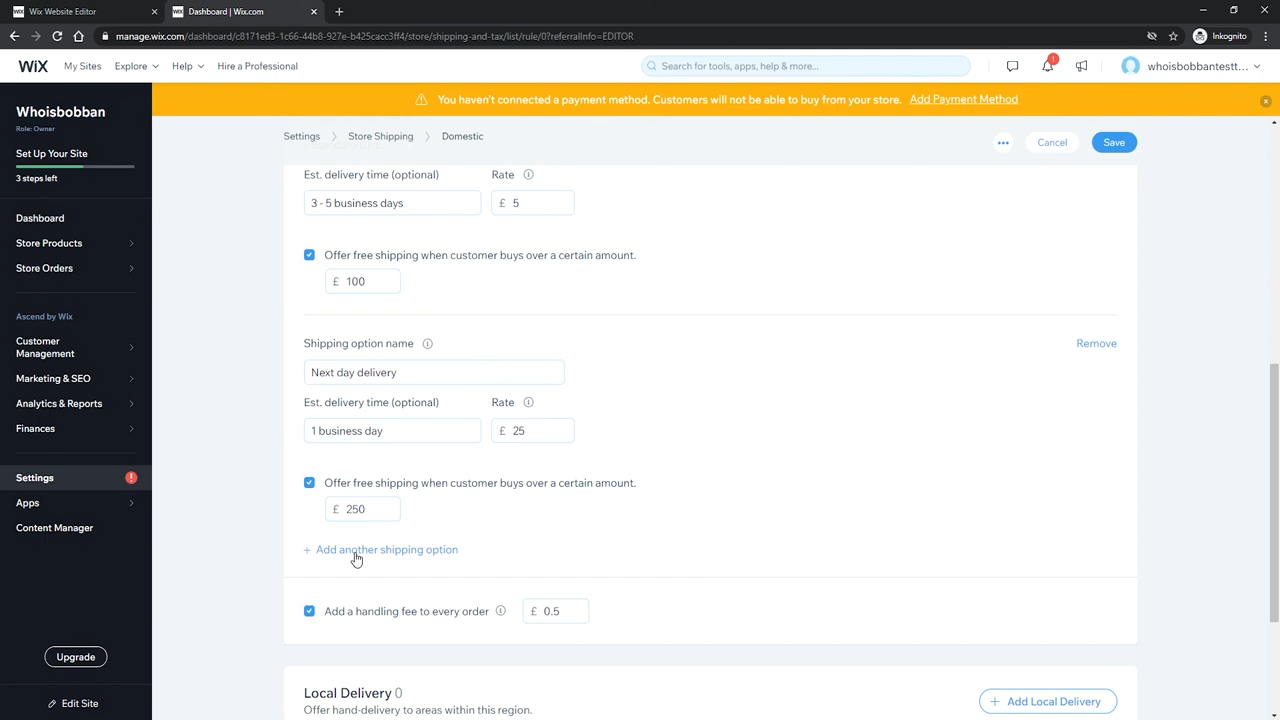 Wix Website Editor
Dashboard | Wix.com
manage.wix.com/dashboard/c8171ed3-1c66-44b8-927e-b425cacc3ff4/store/shipping-and-tax/list/rule/0?referralInfo=EDITOR
Inkognito
WiX
My Sites
Explore
Help
Hire a Professional
Search for tools, apps, help & more...
whoisbobbantestt...
Whoisbobban
Role: Owner
Set Up Your Site
3 steps left
Dashboard
Store Products
Store Orders
Ascend by Wix
Customer
Management
Marketing & SEO
Analytics & Reports
Finances
Settings
Apps
Content Manager
Upgrade
Edit Site
You haven't connected a payment method. Customers will not be able to buy from your store. Add Payment Method
Settings > Store Shipping > Domestic
Cancel
Save
Est. delivery time (optional)
Rate
3 - 5 business days
£ 5
Offer free shipping when customer buys over a certain amount.
£ 100
Shipping option name
Remove
Next day delivery
Est. delivery time (optional)
Rate
1 business day
£ 25
Offer free shipping when customer buys over a certain amount.
£ 250
+ Add another shipping option
Add a handling fee to every order
£ 0.5
Local Delivery 0
Offer hand-delivery to areas within this region.
+ Add Local Delivery